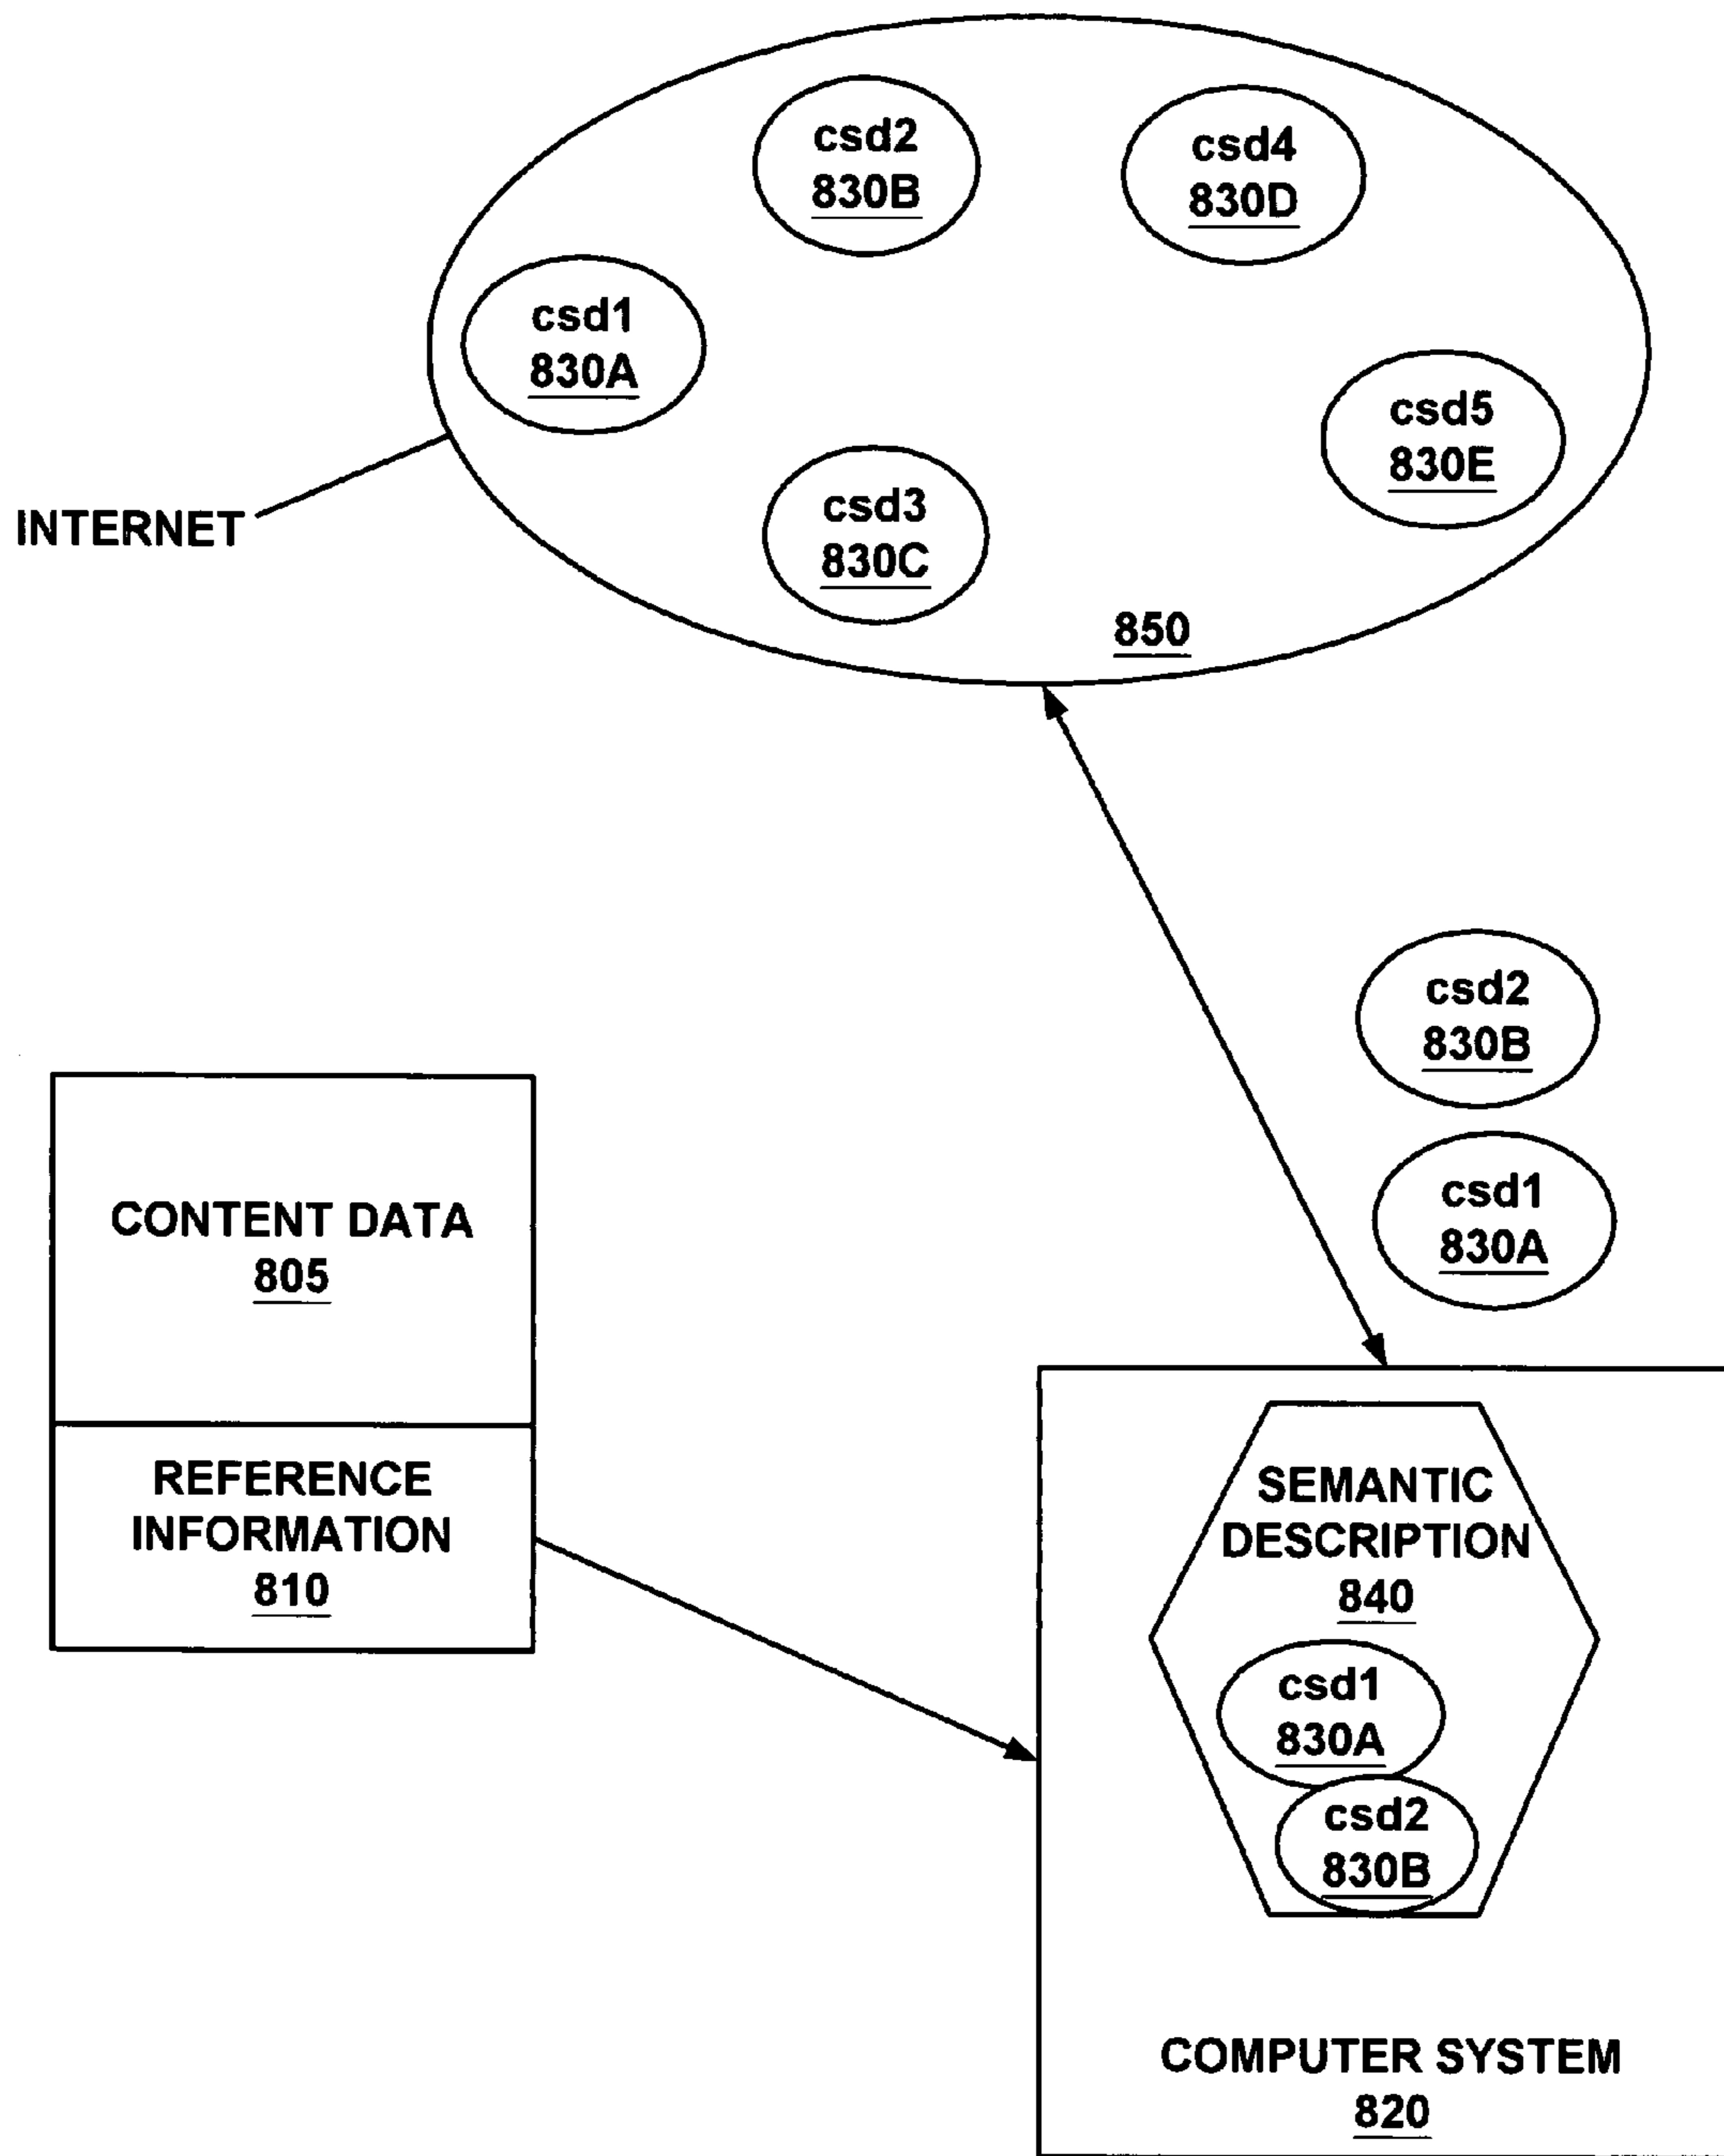 csd2
830B
csd4
830D
csd1
830A
csd5
830E
csd3
830C
INTERNET
850
csd2
830B
csd1
830A
CONTENT DATA
805
REFERENCE
INFORMATION
810
SEMANTIC
DESCRIPTION
840
csd1
830A
csd2
830B
COMPUTER SYSTEM
820